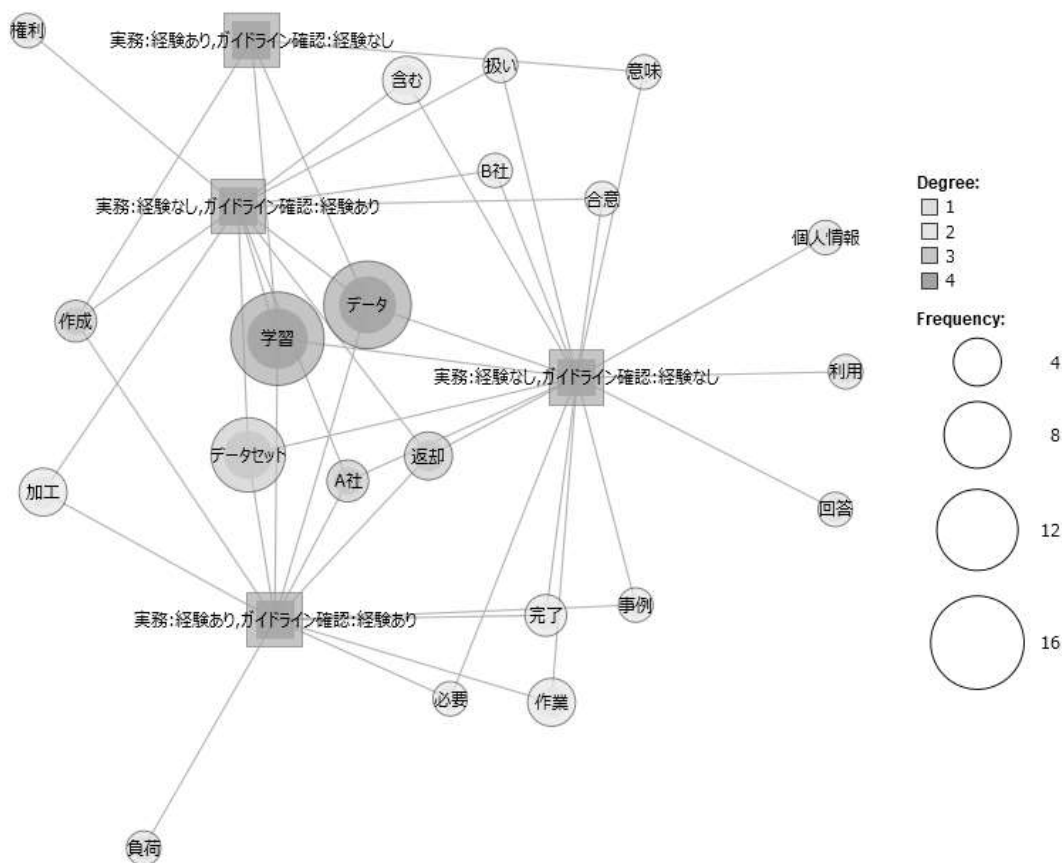 権利
実務:経験あり,ガイドライン確認:経験なし
含む
扱い
意味
B社
合意
実務:経験なし,ガイドライン確認:経験あり
個人情報
作成
学習
データ
実務:経験なし,ガイドライン確認:経験なし
利用
データセット
A社
返却
加工
回答
実務:経験あり,ガイドライン確認:経験あり
完了
事例
必要
作業
負荷
Degree:
1
2
3
4
Frequency:
4
8
12
16